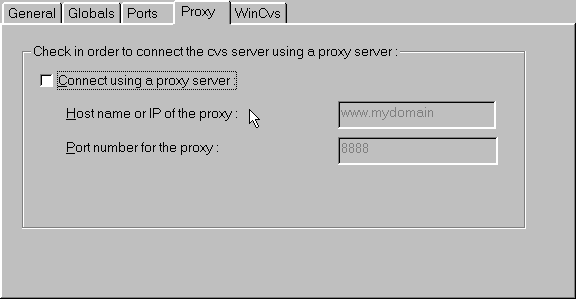 General Globals Ports Proxy WinCvs
Check in order to connect the cvs server using a proxy server :
Connect using a proxy server
Host name or IP of the proxy : www.mydomain
Port number for the proxy : 8888